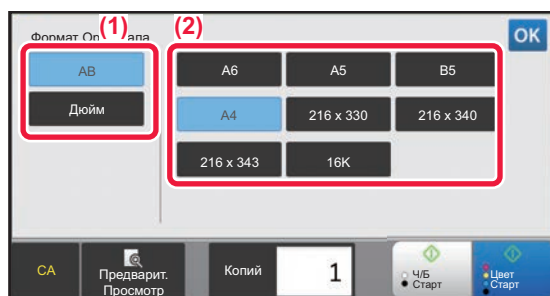 (1) (2)
Формат Ори апа
OK
AB
Дюйм
A6 A5 B5
A4 216 x 330 216 x 340
216 x 343 16K
CA
Предварит.
Просмотр
Копий
1
Ч/Б
Старт
Цвет
Старт